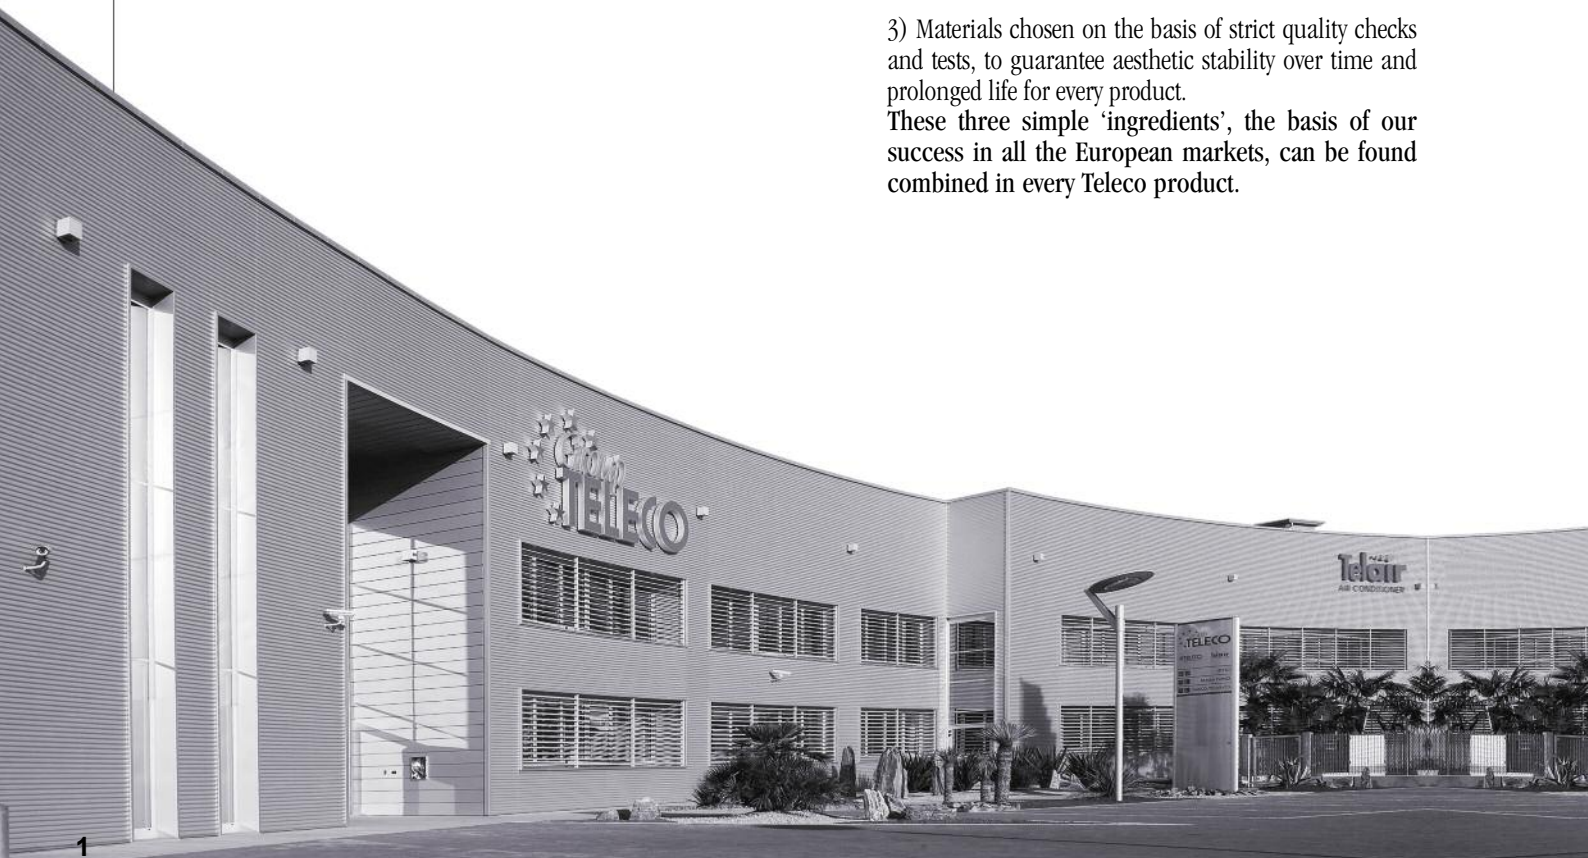 3) Materials chosen on the basis of strict quality checks
and tests, to guarantee aesthetic stability over time and
prolonged life for every product.
These three simple ‘ingredients’, the basis of our
success in all the European markets, can be found
combined in every Teleco product.
Group
TELECO
Telair
AIR CONDITIONER
TELECO
1